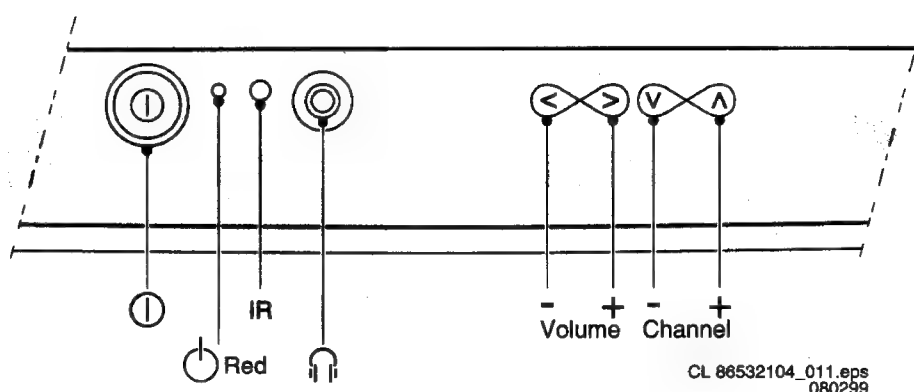 < > v ʌ
IR
- + - +
Volume Channel
Red
CL 86532104_011.eps
080299